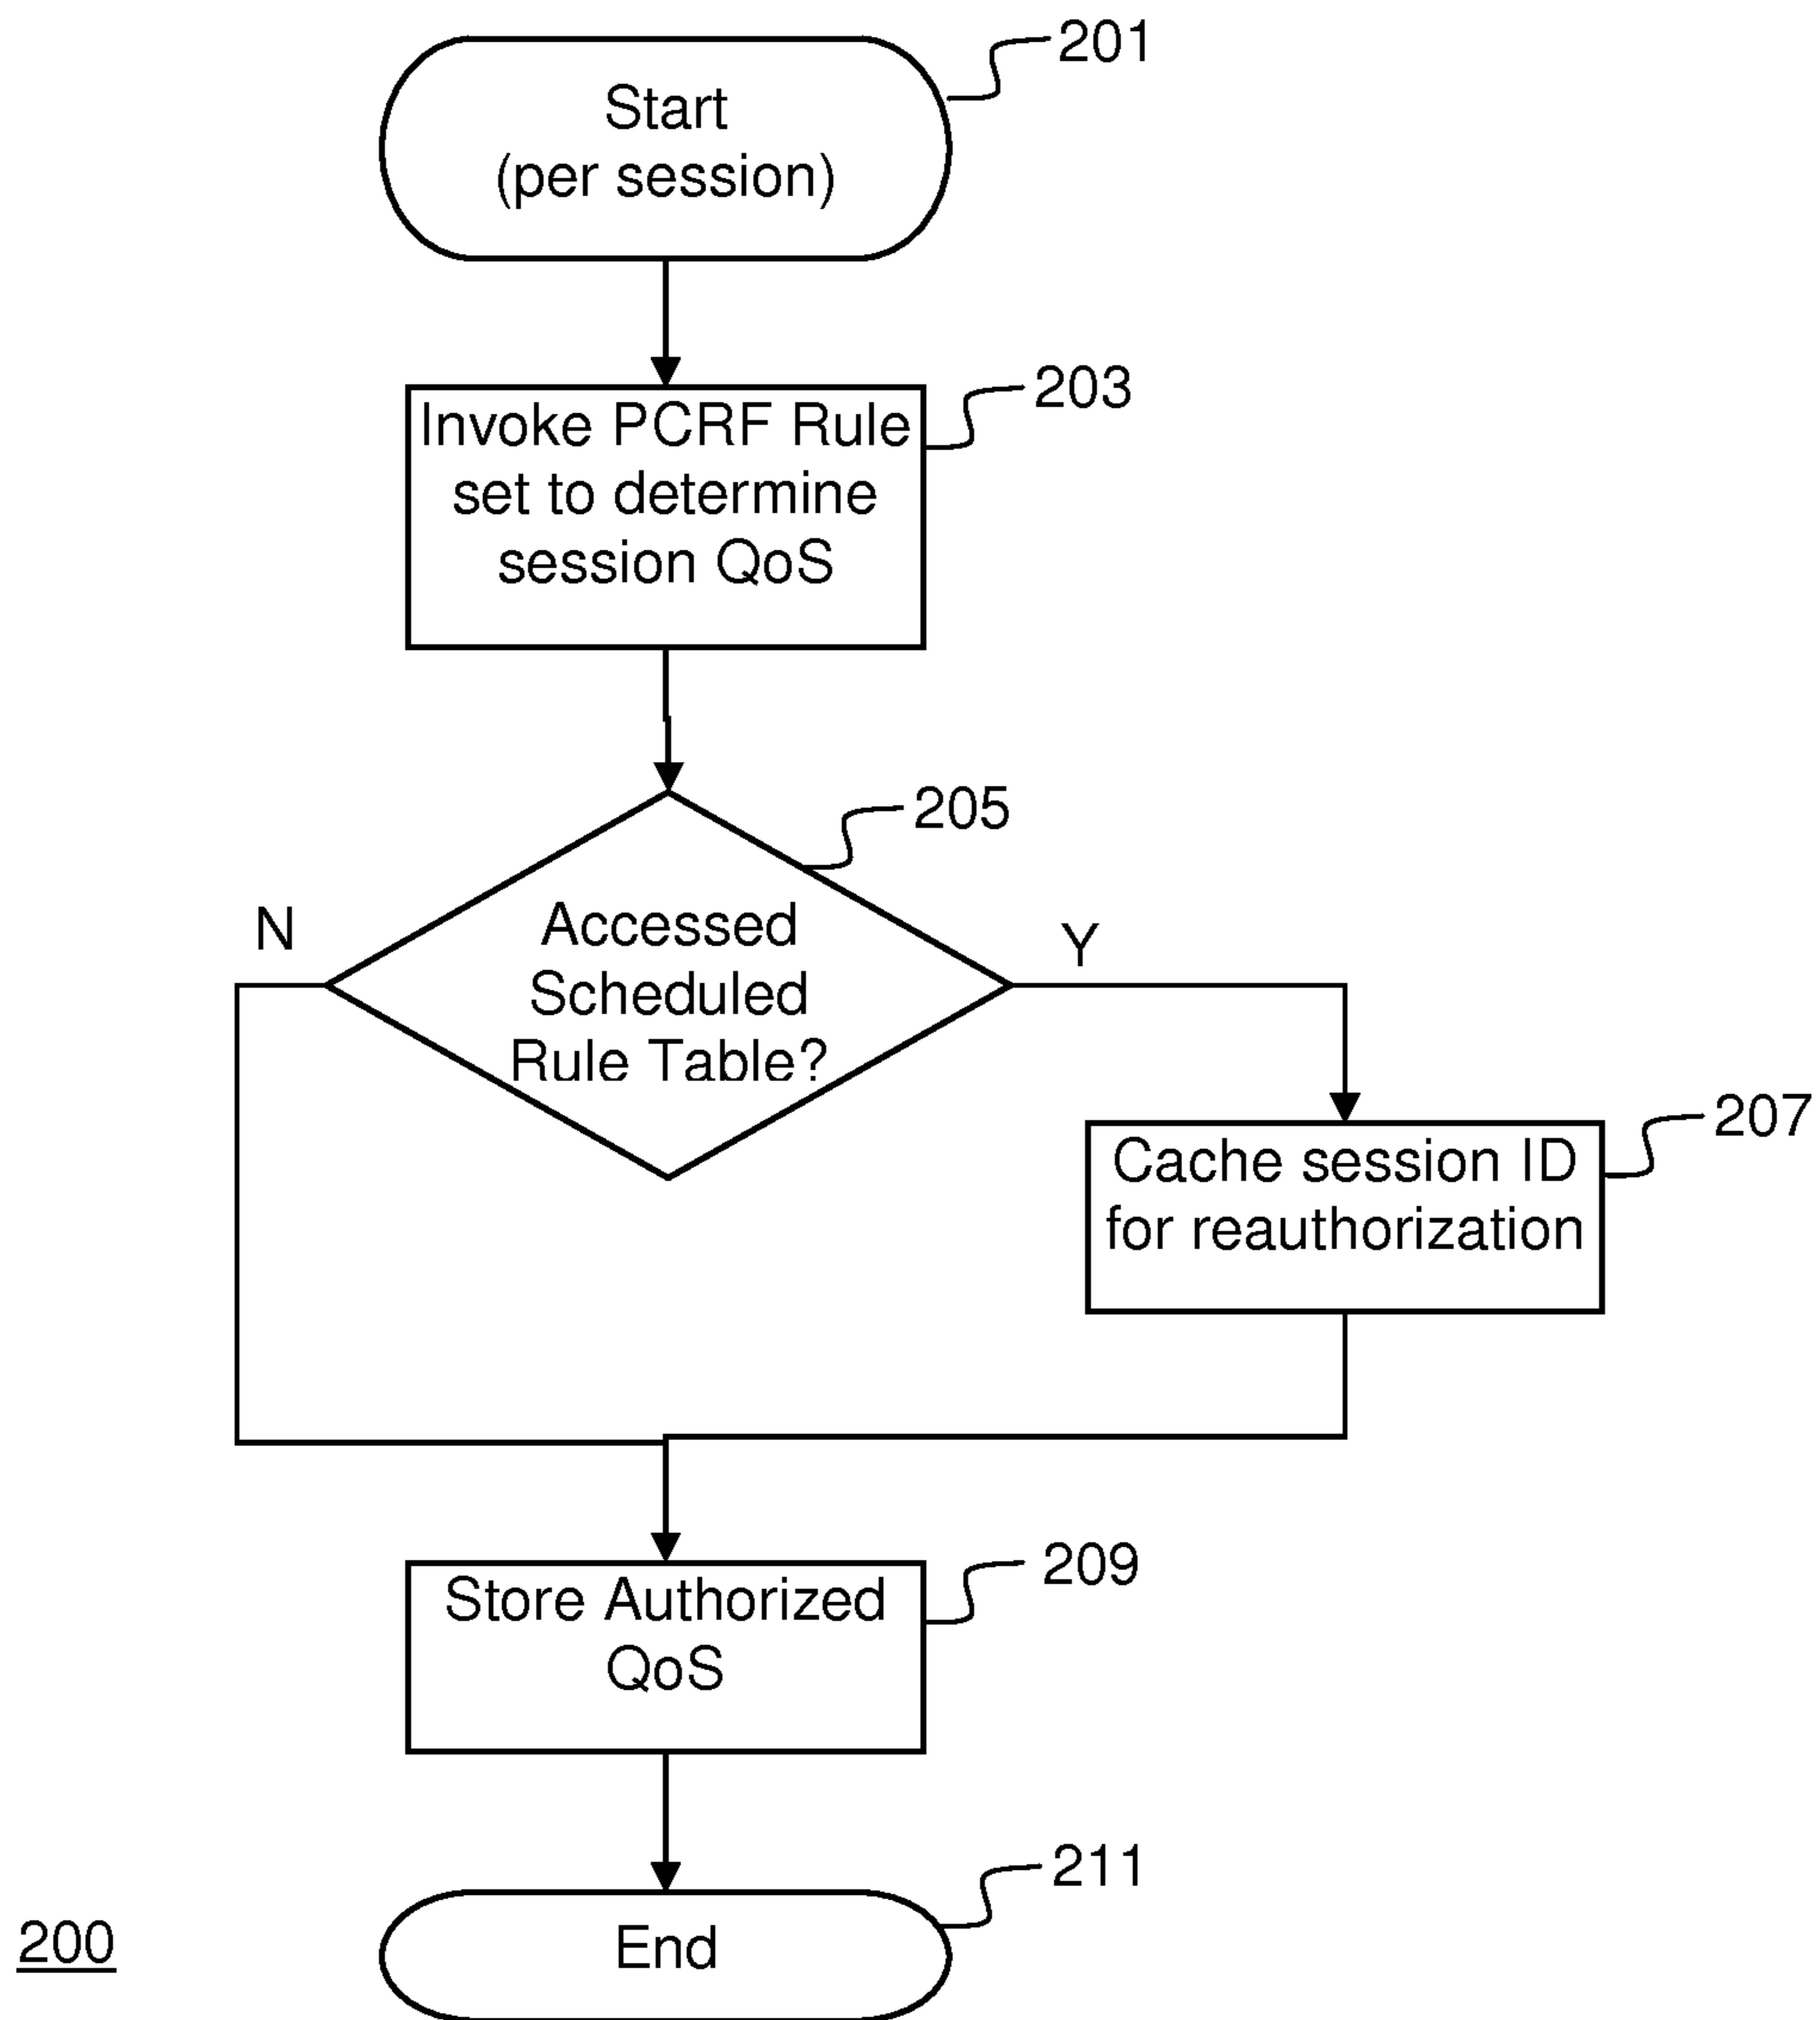 201
Start
(per session)
203
Invoke PCRF Rule
set to determine
session QoS
205
N
Accessed
Scheduled
Rule Table?
Y
207
Cache session ID
for reauthorization
209
Store Authorized
QoS
211
End
200